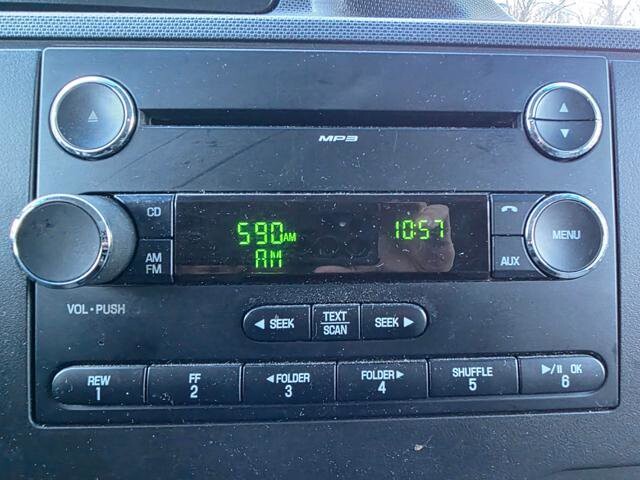 MP3
CD
590AM
10:57
MENU
AM
FM
AM
AUX
VOL•PUSH
◄ SEEK
TEXT
SCAN
SEEK ►
REW
1
FF
2
◄FOLDER
3
FOLDER►
4
SHUFFLE
5
►/II OK
6